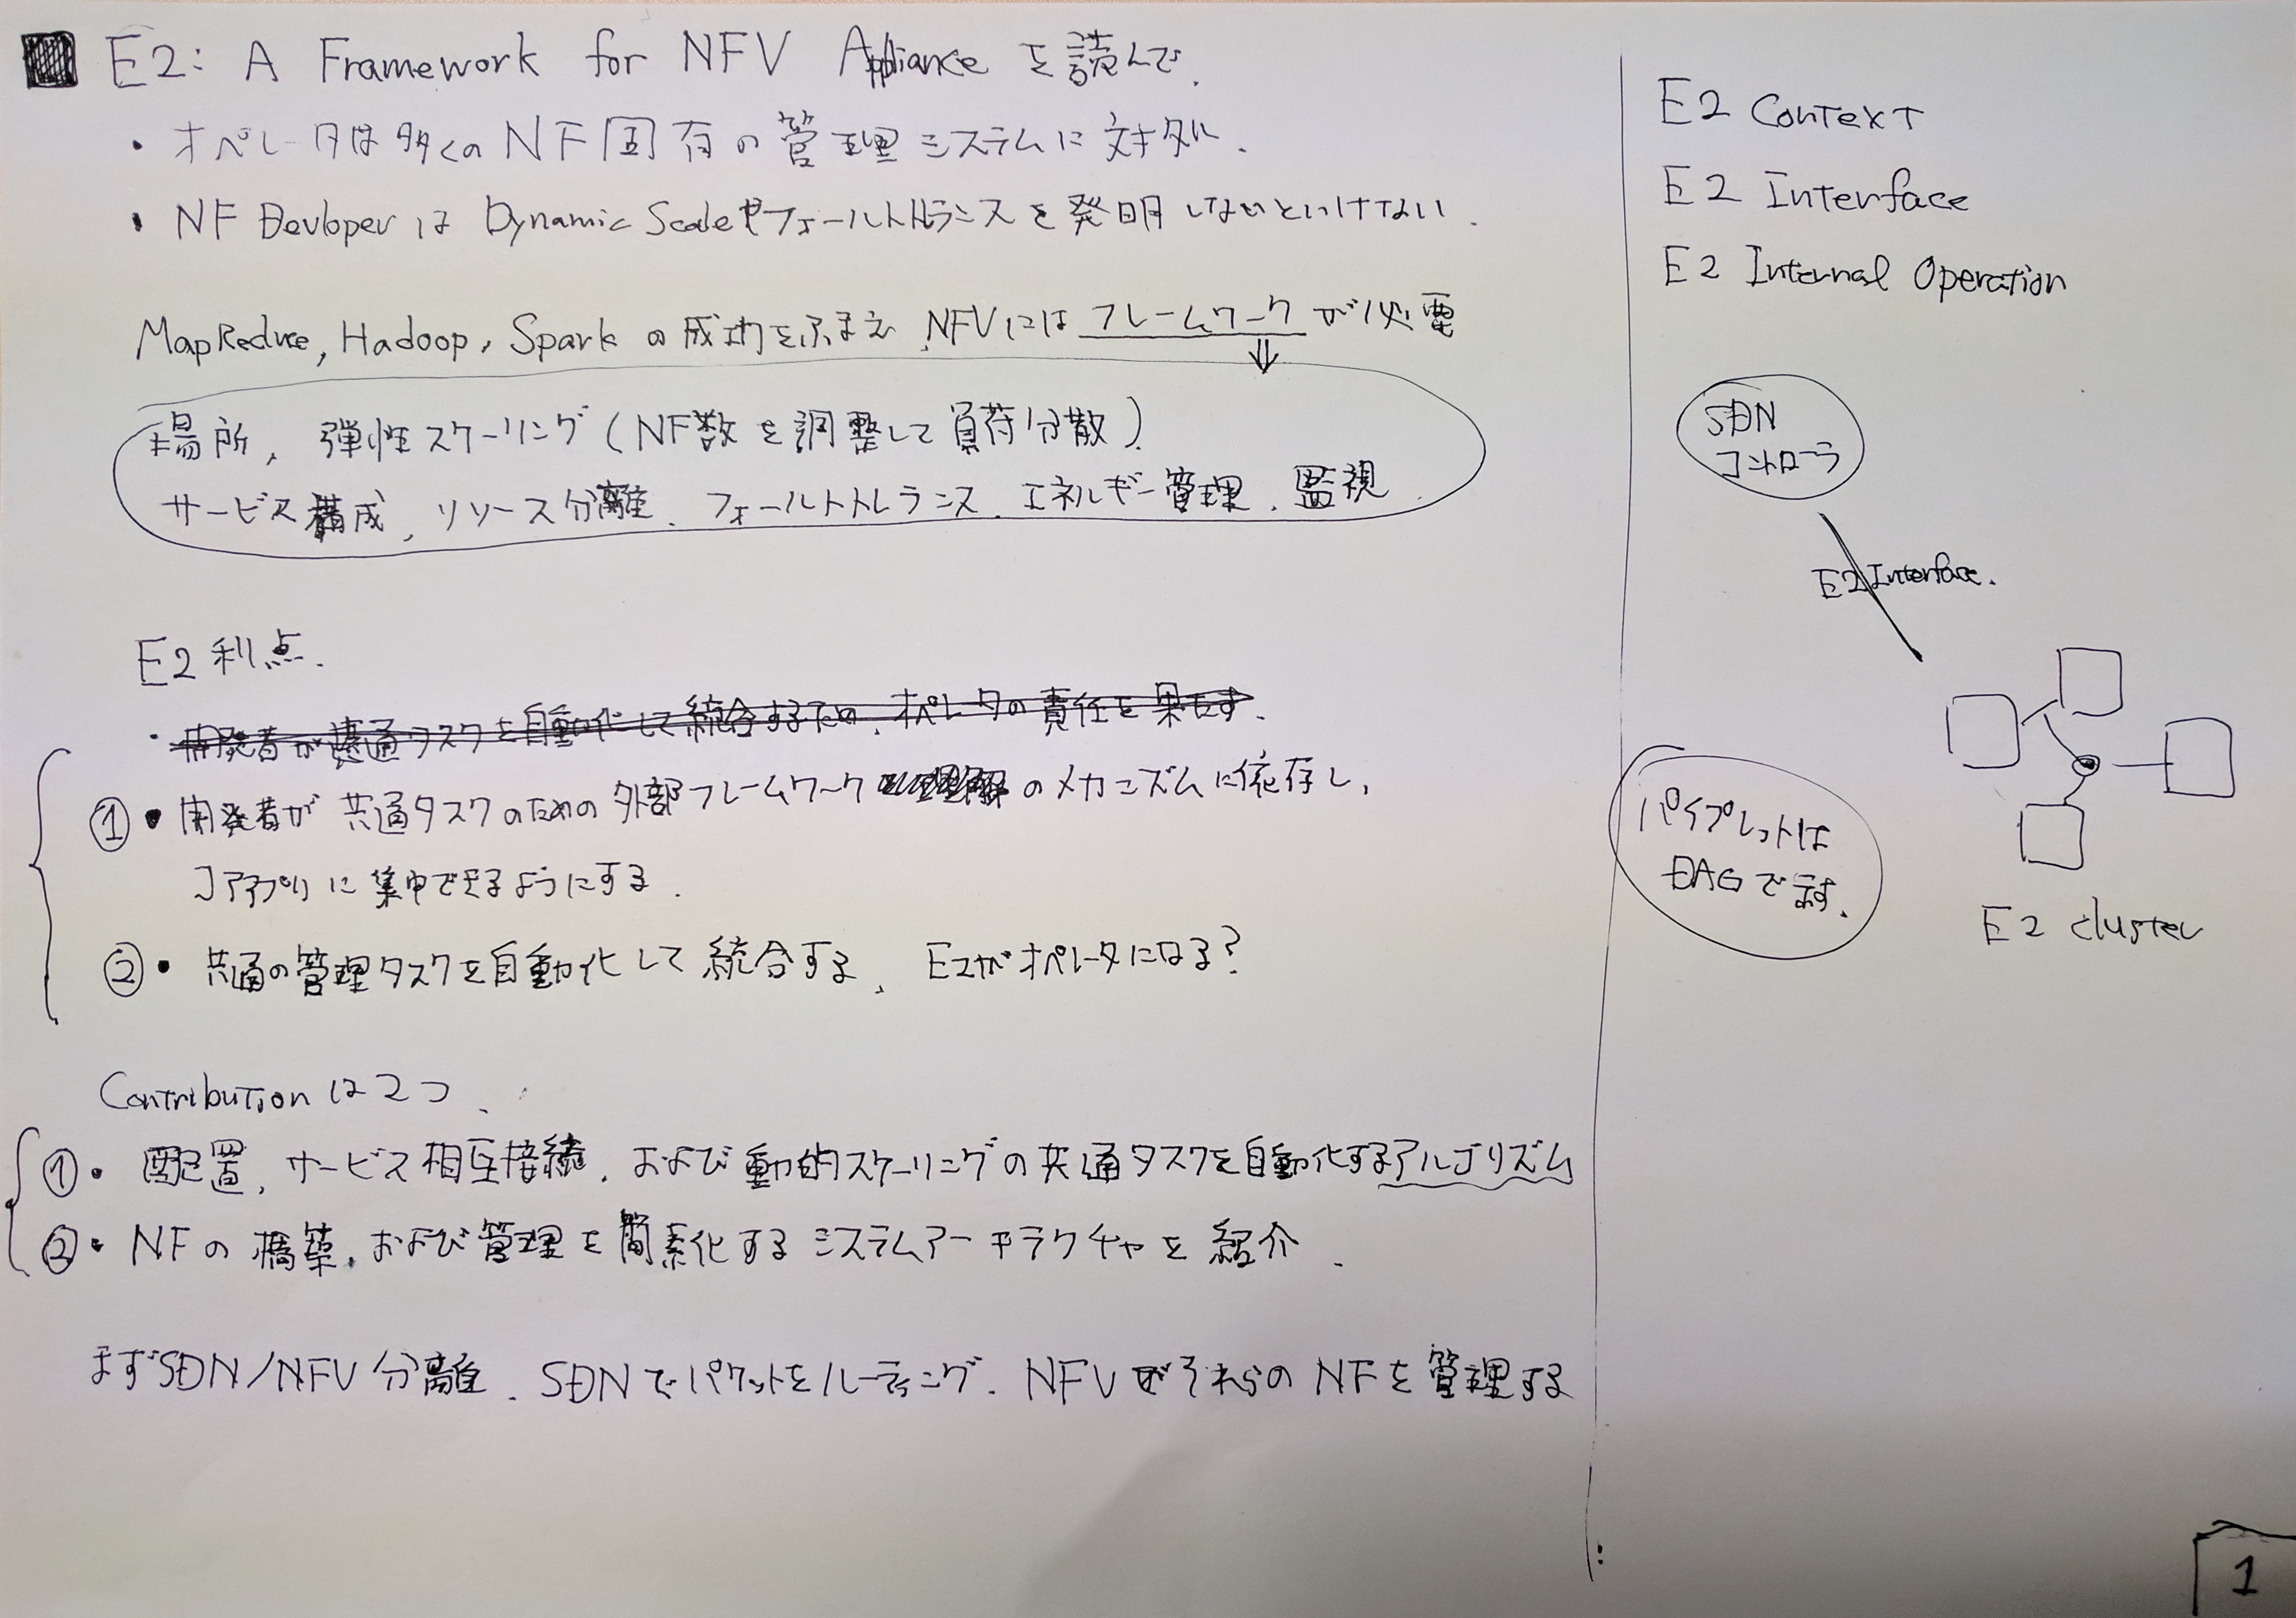 E2: A Framework for NFV Appliance を読んで.
・オペレータは多くの NF 固有の管理システムに対処.
・NF Devloper は Dynamic Scale やフォールトトルランス を発明しないといけない.
MapReduce, Hadoop, Spark の成功をふまえ NFVには フレームワーク が必要
⇓
場所, 弾性スケーリング (NF数を調整して負荷分散)
サービス構成, リソース分離, フォールトトレランス, エネルギー管理, 監視
E2 利点.
・開発者が共通タスクを自動化して統合するため, オペレータの責任を果たす.
①・開発者が 共通タスクのための 外部フレームワーク のメカニズムに依存し,
コアアプリに集中できるようにする.
②・共通の管理タスクを自動化して統合する, E2がオペレータになる?
Contributionは2つ.
①・配置, サービス相互接続, および動的スケーリングの共通タスクを自動化するアルゴリズム
②・NFの構築, および管理を簡素化するシステムアーキテクチャを紹介.
まずSDN/NFV 分離. SDNでパケットをルーティング. NFVがそれらのNFを管理する
E2 Context
E2 Interface
E2 Internal Operation
SDN
コントローラ
E2 Interface.
パイプレットは
DAGで示す.
E2 cluster
1